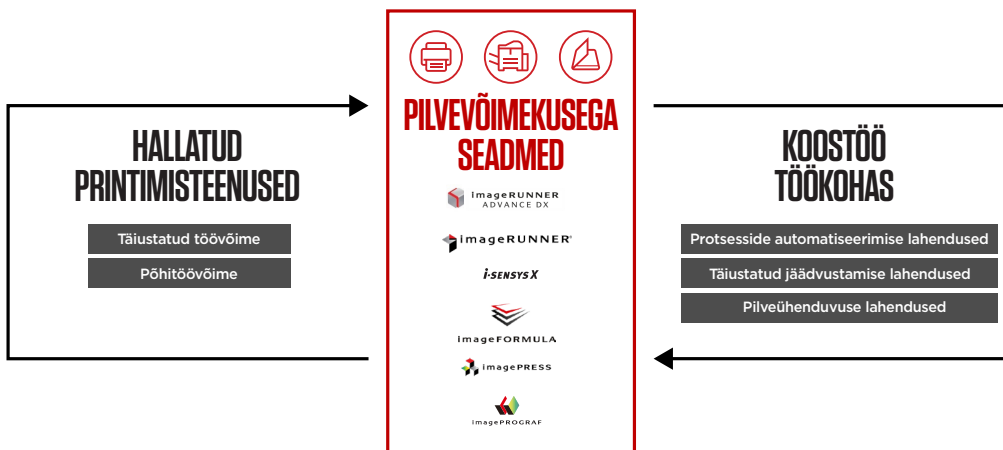 HALLATUD
PRINTIMISTEENUSED
Täiustatud töövõime
Põhitöövõime
PILVEVÕIMEKUSEGA
SEADMED
imageRUNNER
ADVANCE DX
imageRUNNER®
i-SENSYS X
imageFORMULA
imagePRESS
imagePROGRAF
KOOSTÖÖ
TÖÖKOHAS
Protsesside automatiseerimise lahendused
Täiustatud jäädvustamise lahendused
Pilveühenduvuse lahendused